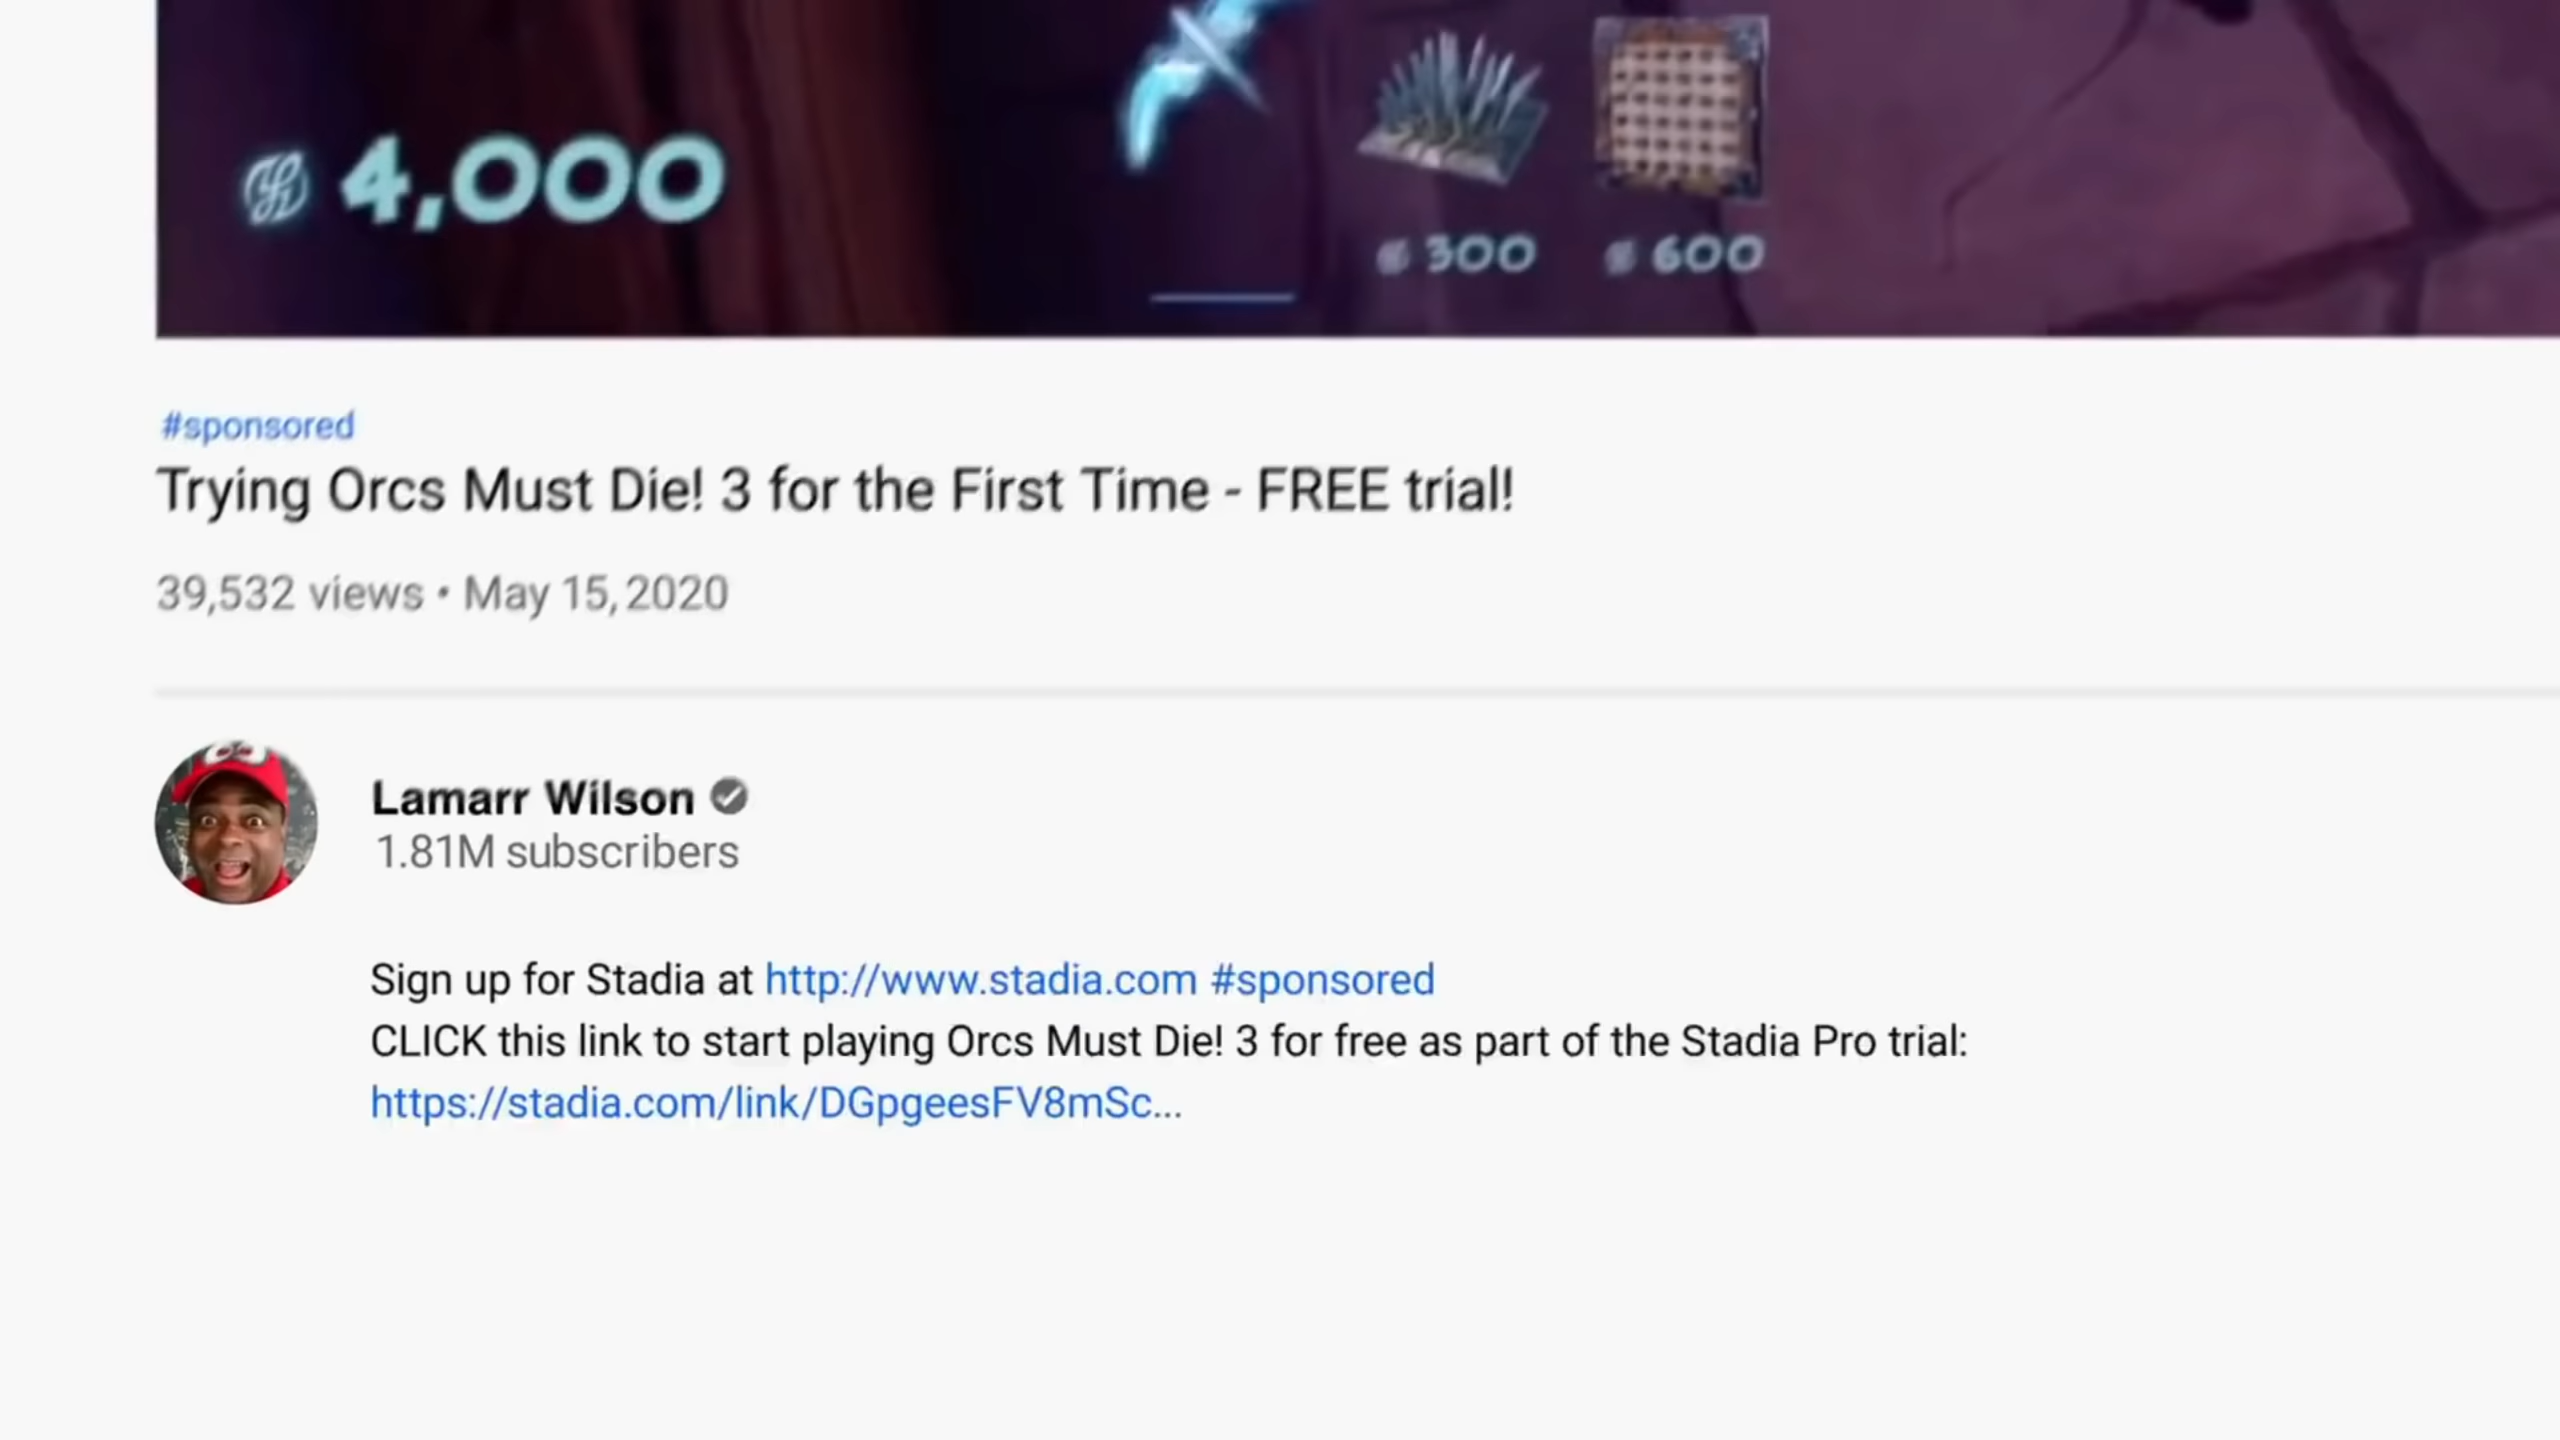 4,000
300 600
#sponsored
Trying Orcs Must Die! 3 for the First Time - FREE trial!
39,532 views • May 15, 2020
Lamarr Wilson
1.81M subscribers
Sign up for Stadia at http://www.stadia.com #sponsored
CLICK this link to start playing Orcs Must Die! 3 for free as part of the Stadia Pro trial:
https://stadia.com/link/DGpgeesFV8mSc...